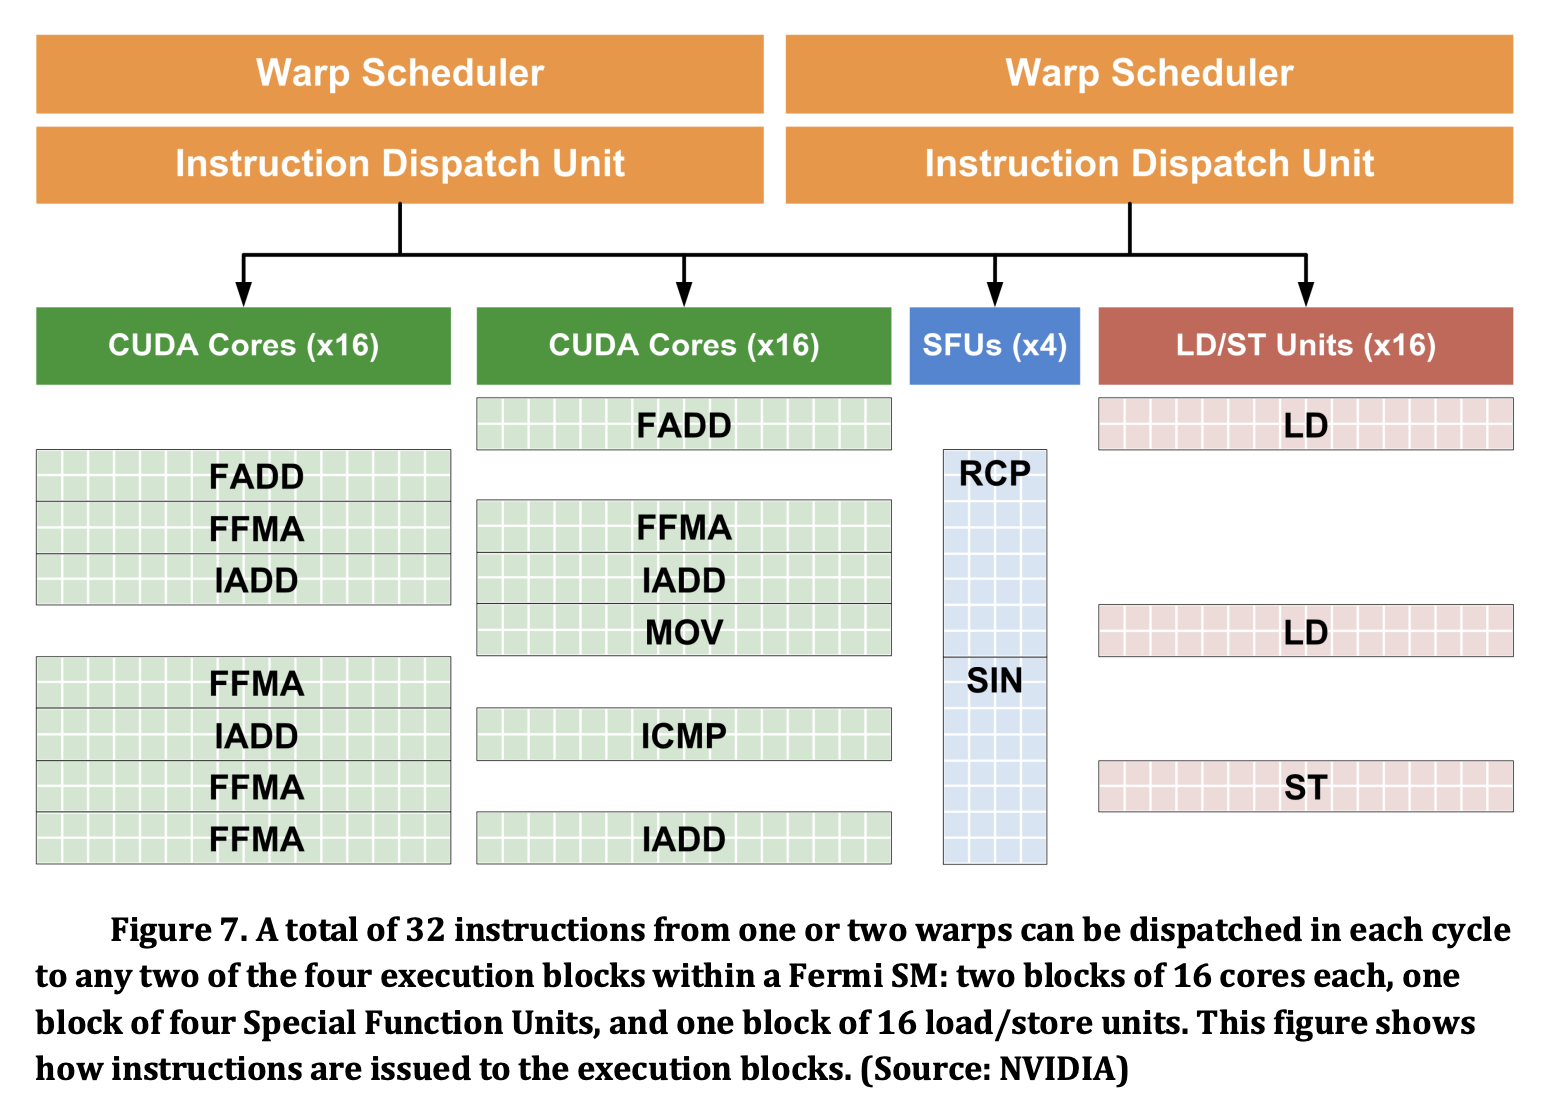 Warp Scheduler
Warp Scheduler
Instruction Dispatch Unit
Instruction Dispatch Unit
CUDA Cores (x16)
CUDA Cores (x16)
SFUs (x4)
LD/ST Units (x16)
FADD
LD
FADD
RCP
FFMA
FFMA
IADD
IADD
MOV
LD
FFMA
SIN
IADD
ICMP
FFMA
ST
FFMA
IADD
Figure 7. A total of 32 instructions from one or two warps can be dispatched in each cycle
to any two of the four execution blocks within a Fermi SM: two blocks of 16 cores each, one
block of four Special Function Units, and one block of 16 load/store units. This figure shows
how instructions are issued to the execution blocks. (Source: NVIDIA)